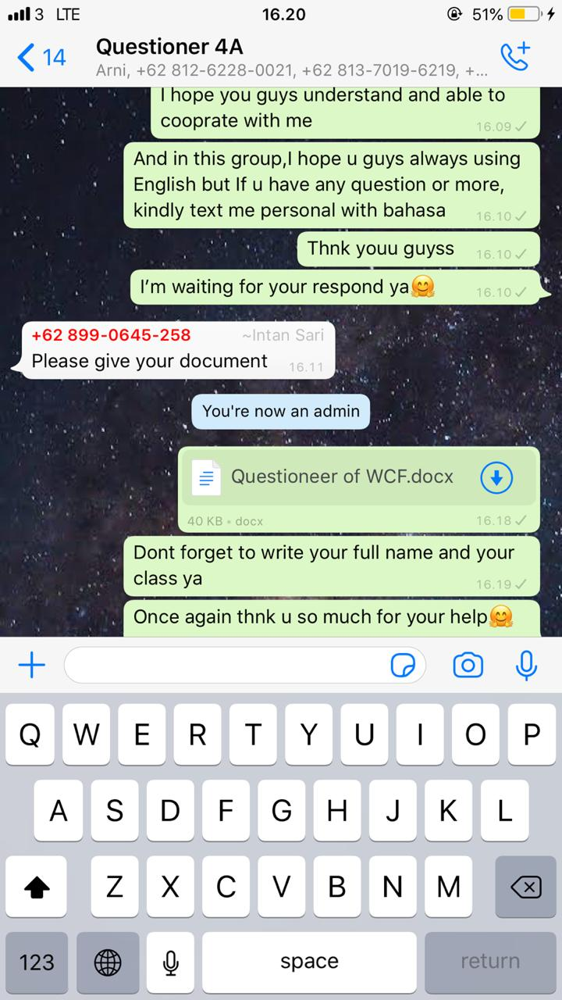 3 LTE 16.20 51%
14 Questioner 4A
Arni, +62 812-6228-0021, +62 813-7019-6219, +...
I hope you guys understand and able to
cooprate with me 16.09
And in this group,I hope u guys always using
English but If u have any question or more,
kindly text me personal with bahasa 16.10
Thnk youu guyss 16.10
I’m waiting for your respond ya🤗 16.10
+62 899-0645-258 ~Intan Sari
Please give your document 16.11
You're now an admin
Questioneer of WCF.docx
40 KB • docx 16.18
Dont forget to write your full name and your
class ya 16.19
Once again thnk u so much for your help🤗
Q W E R T Y U I O P
A S D F G H J K L
Z X C V B N M
123 space return